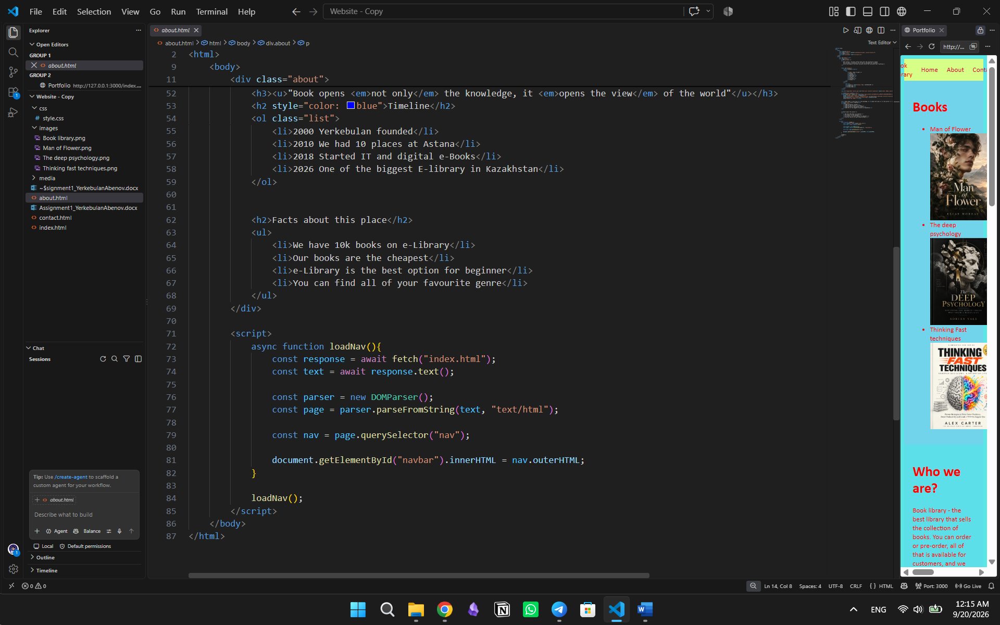 File Edit Selection View Go Run Terminal Help
Website - Copy
Explorer
Open Editors
GROUP 1
about.html
GROUP 2
Portfolio http://127.0.0.1:3000/index....
Website - Copy
css
# style.css
images
Book library.png
Man of Flower.png
The deep psychology.png
Thinking fast techniques.png
media
~$signment1_YerkebulanAbenov.docx
about.html
Assignment1_YerkebulanAbenov.docx
contact.html
index.html
Chat
Sessions
Tip: Use /create-agent to scaffold a
custom agent for your workflow.
about.html
Describe what to build
Agent Balance
Local Default permissions
Outline
Timeline
about.html
about.html > html > body > div.about > p
Text Editor
2 <html>
9 <body>
11 <div class="about">
52 <h3><u>"Book opens <em>not only</em> the knowledge, it <em>opens the view</em> of the world"</u></h3>
53 <h2 style="color: blue">Timeline</h2>
54 <ol class="list">
55 <li>2000 Yerkebulan founded</li>
56 <li>2010 We had 10 places at Astana</li>
57 <li>2018 Started IT and digital e-Books</li>
58 <li>2026 One of the biggest E-library in Kazakhstan</li>
59 </ol>
60
61
62 <h2>Facts about this place</h2>
63 <ul>
64 <li>We have 10k books on e-Library</li>
65 <li>Our books are the cheapest</li>
66 <li>e-Library is the best option for beginner</li>
67 <li>You can find all of your favourite genre</li>
68 </ul>
69 </div>
70
71 <script>
72 async function loadNav(){
73 const response = await fetch("index.html");
74 const text = await response.text();
75
76 const parser = new DOMParser();
77 const page = parser.parseFromString(text, "text/html");
78
79 const nav = page.querySelector("nav");
80
81 document.getElementById("navbar").innerHTML = nav.outerHTML;
82 }
83
84 loadNav();
85 </script>
86 </body>
87 </html>
Portfolio
http://...
ok
rary
Home About Conta
Books
Man of Flower
Man
of
Flower
ELIAS MOREAU
The deep
psychology
The
DEEP
PSYCHOLOGY
ADRIAN VALE
Thinking Fast
techniques
THINKING
FAST
TECHNIQUES
ALEX CARTER
Who we
are?
Book library - the
best library that sells
the collection of
books. You can order
or pre-order, all of
that is available for
customers, and we
0 0
Ln 14, Col 8 Spaces: 4 UTF-8 CRLF { } HTML Port: 3000 Go Live
ENG
12:15 AM
9/20/2026